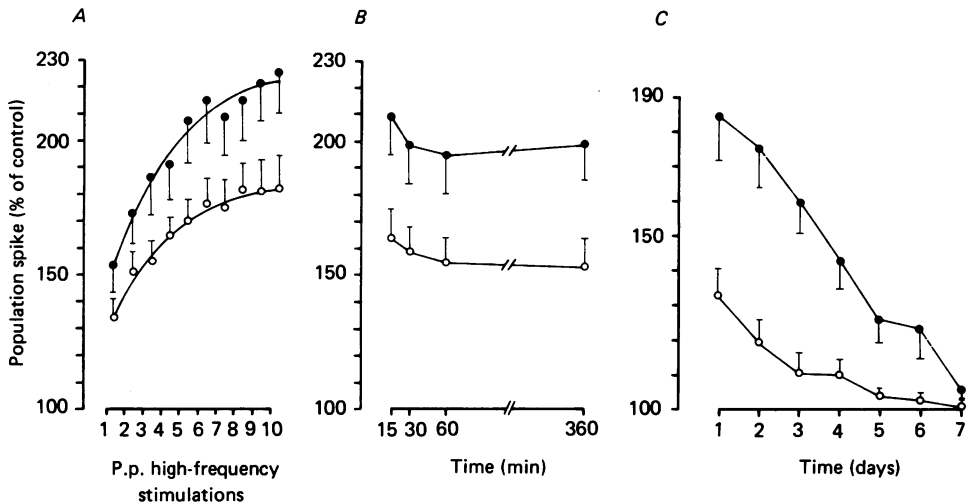 A
B
C
Population spike (% of control)
230
200
150
100
1 2 3 4 5 6 7 8 9 10
P.p. high-frequency
stimulations
230
200
150
100
15 30 60 360
Time (min)
190
150
100
1 2 3 4 5 6 7
Time (days)